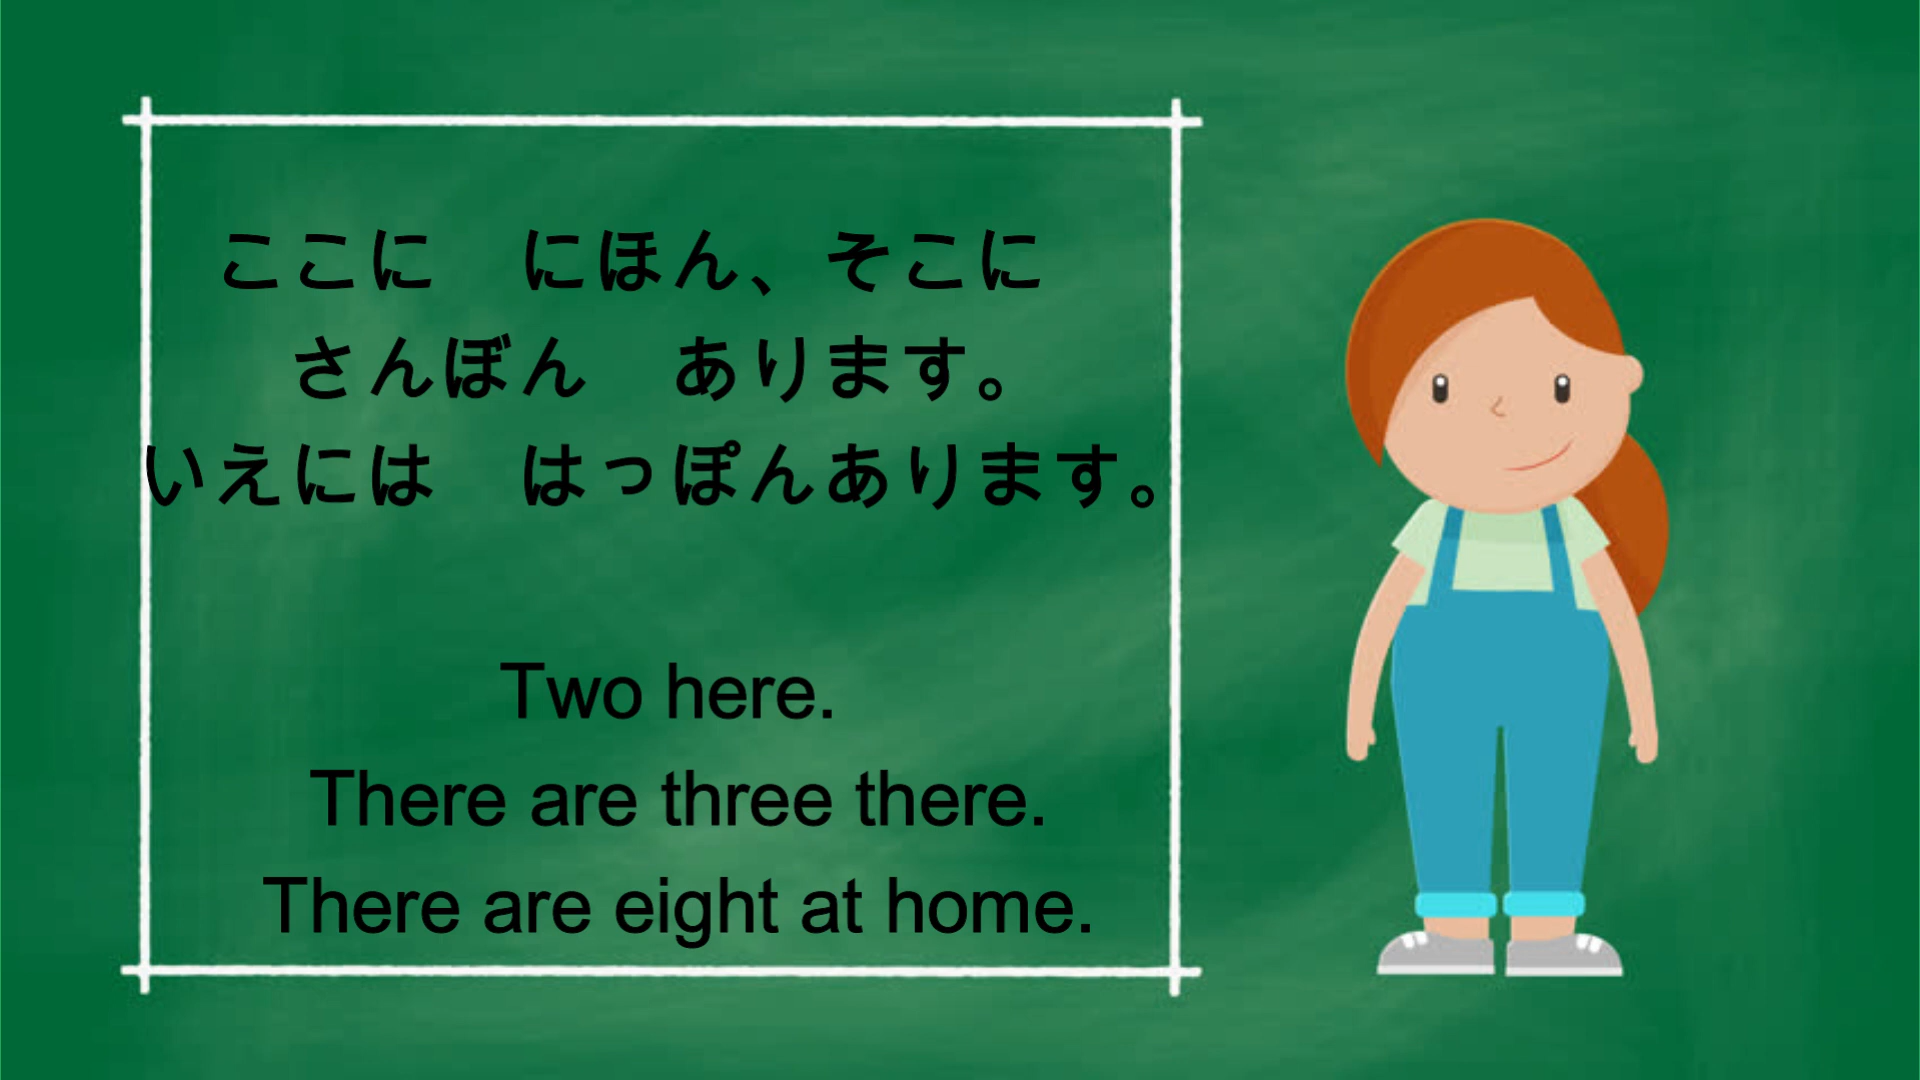 ここに　にほん、そこに
さんぼん　あります。
いえには　はっぽんあります。
Two here.
There are three there.
There are eight at home.